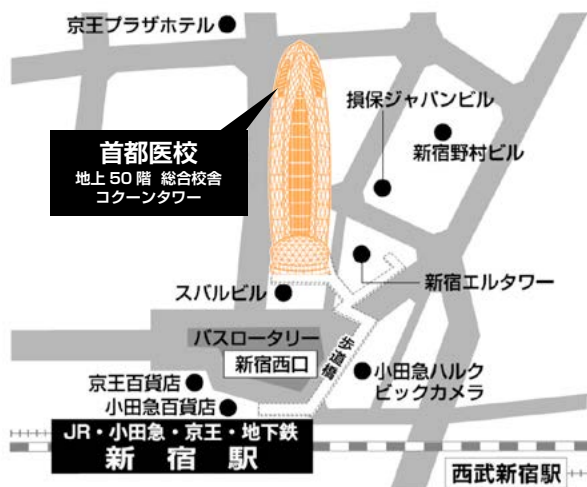 京王プラザホテル
損保ジャパンビル
新宿野村ビル
首都医校
地上50階 総合校舎
コクーンタワー
新宿エルタワー
スバルビル
バスロータリー
新宿西口
歩道橋
小田急ハルク
ビックカメラ
京王百貨店
小田急百貨店
JR・小田急・京王・地下鉄
新宿駅
西武新宿駅